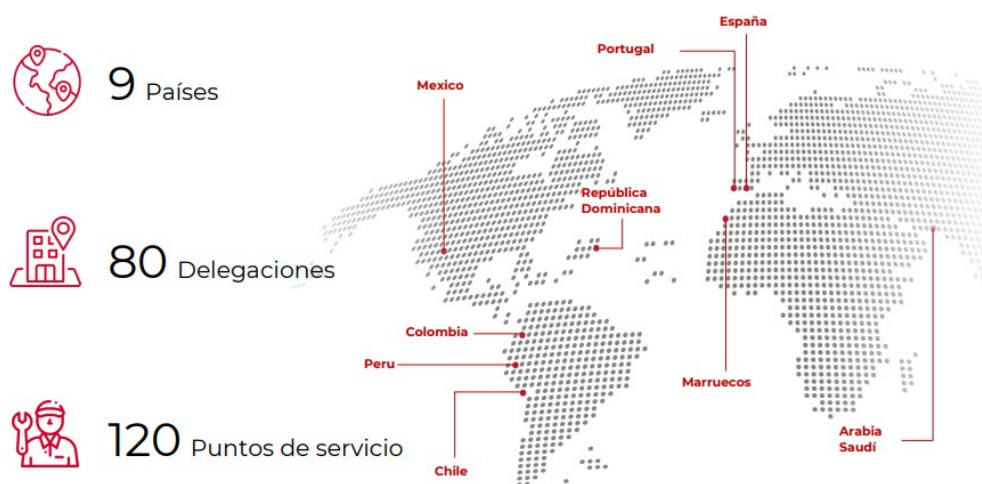 España
Portugal
Mexico
9 Países
República
Dominicana
80 Delegaciones
Colombia
Peru
Marruecos
Arabia
Saudí
120 Puntos de servicio
Chile